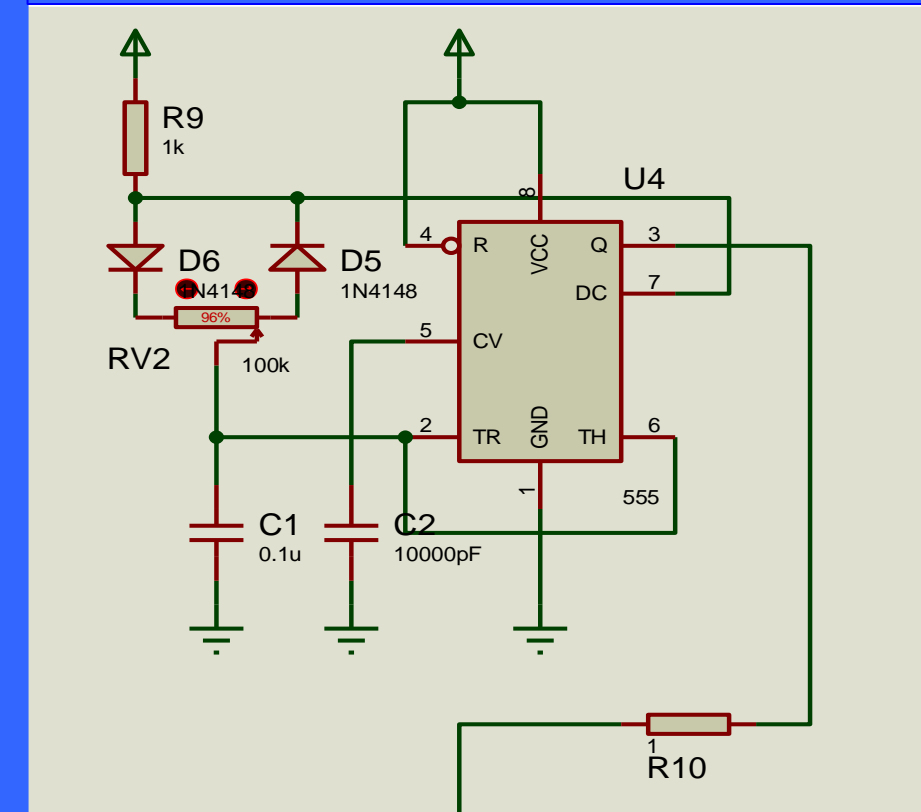 R9
1k
U4
8
4
R
VCC
Q
3
D6
1N4148
D5
1N4148
DC
7
96%
RV2
100k
5
CV
2
TR
GND
TH
6
1
555
C1
0.1u
C2
10000pF
1
R10